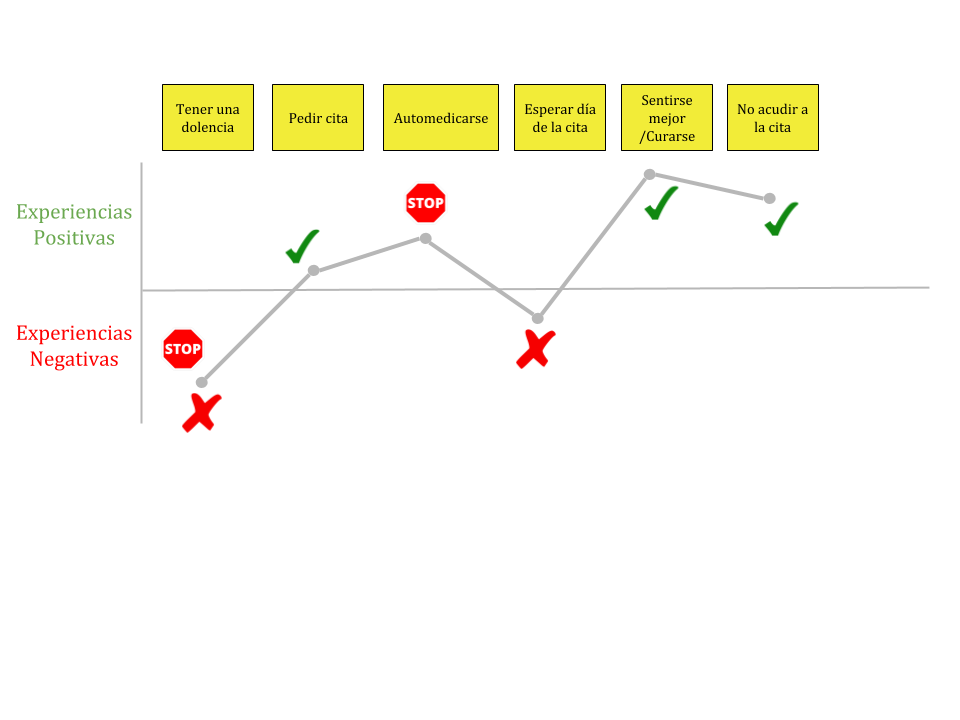 Tener una
dolencia
Pedir cita
Automedicarse
Esperar día
de la cita
Sentirse
mejor
/Curarse
No acudir a
la cita
Experiencias
Positivas
STOP
Experiencias
Negativas
STOP